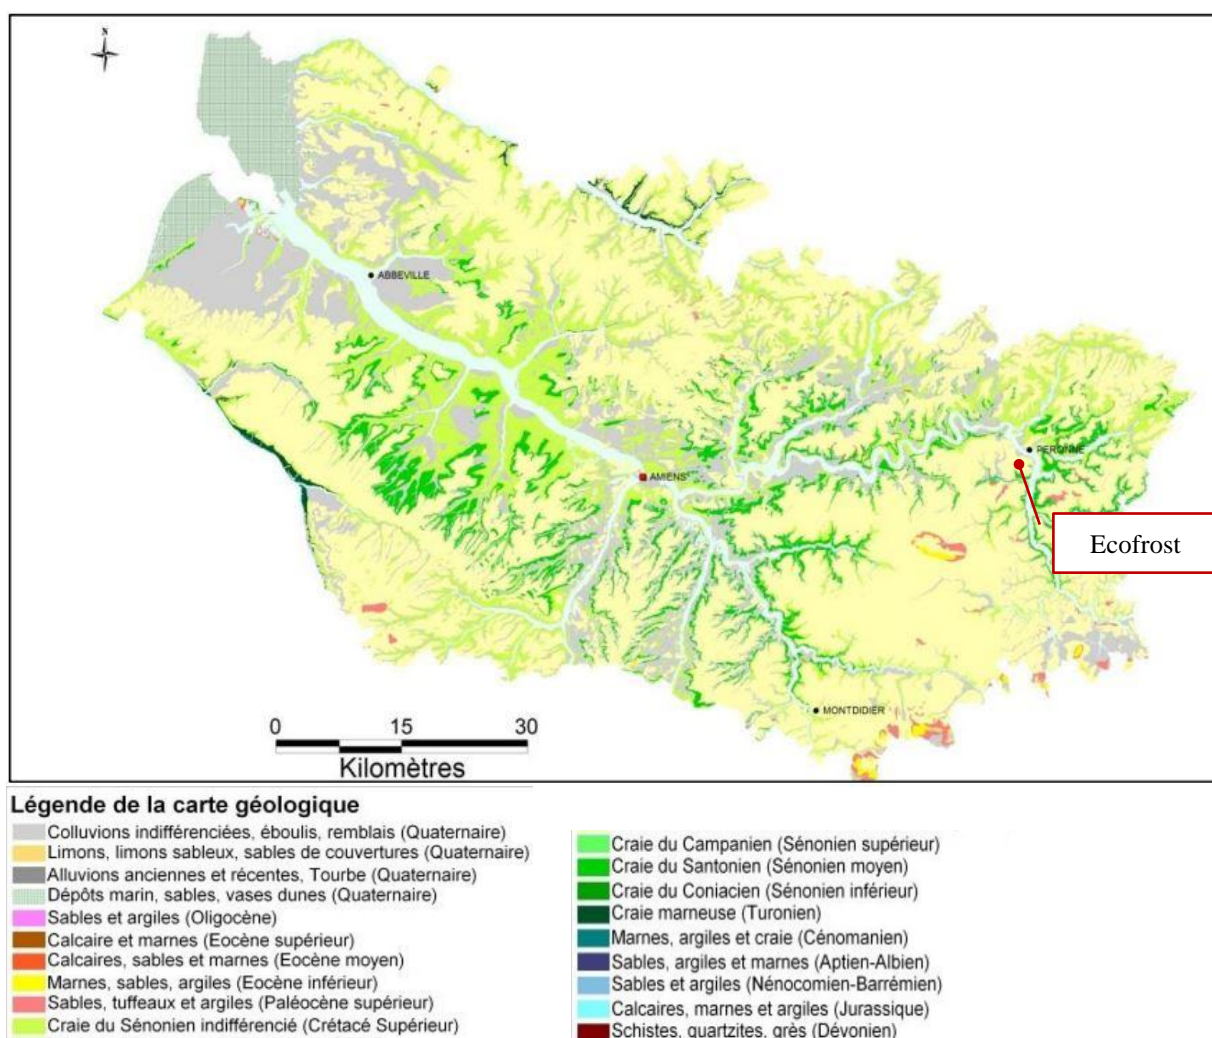 N
ABBEVILLE
AMIENS
PERONNE
Ecofrost
MONTDIDIER
0 15 30
Kilomètres
Légende de la carte géologique
Colluvions indifférenciées, éboulis, remblais (Quaternaire)
Limons, limons sableux, sables de couvertures (Quaternaire)
Alluvions anciennes et récentes, Tourbe (Quaternaire)
Dépôts marin, sables, vases dunes (Quaternaire)
Sables et argiles (Oligocène)
Calcaire et marnes (Eocène supérieur)
Calcaires, sables et marnes (Eocène moyen)
Marnes, sables, argiles (Eocène inférieur)
Sables, tuffeaux et argiles (Paléocène supérieur)
Craie du Sénonien indifférencié (Crétacé Supérieur)
Craie du Campanien (Sénonien supérieur)
Craie du Santonien (Sénonien moyen)
Craie du Coniacien (Sénonien inférieur)
Craie marneuse (Turonien)
Marnes, argiles et craie (Cénomanien)
Sables, argiles et marnes (Aptien-Albien)
Sables et argiles (Nénocomien-Barrémien)
Calcaires, marnes et argiles (Jurassique)
Schistes, quartzites, grès (Dévonien)